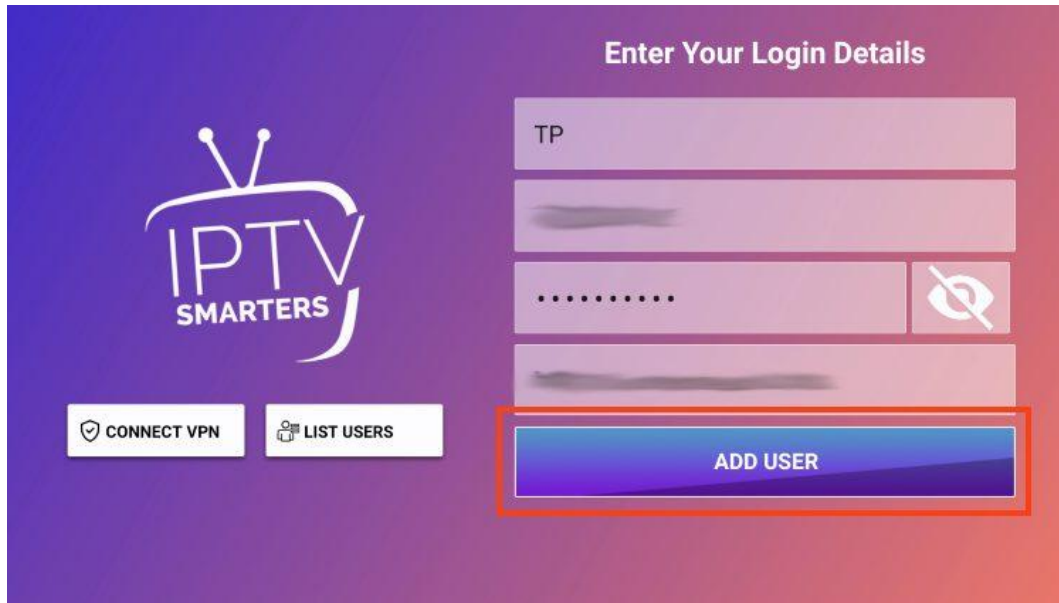 Enter Your Login Details
TP
IPTV
SMARTERS
CONNECT VPN
LIST USERS
ADD USER